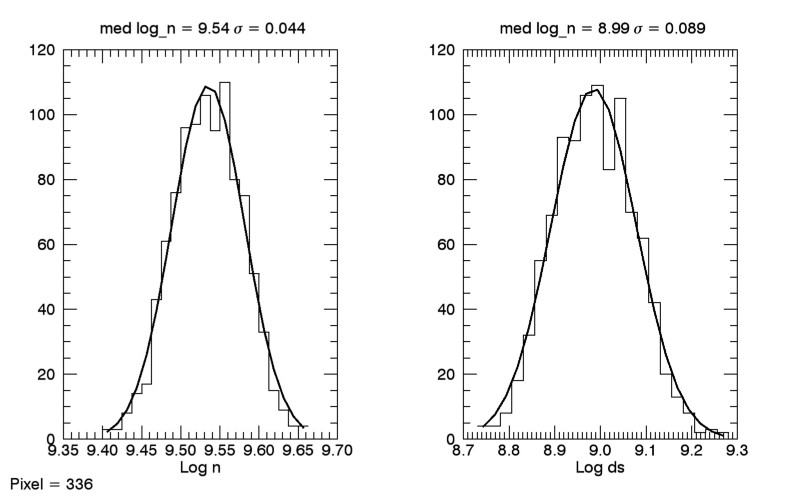 med log_n = 9.54 σ = 0.044
120
100
80
60
40
20
0
9.35 9.40 9.45 9.50 9.55 9.60 9.65 9.70
Log n
med log_n = 8.99 σ = 0.089
120
100
80
60
40
20
0
8.7 8.8 8.9 9.0 9.1 9.2 9.3
Log ds
Pixel = 336